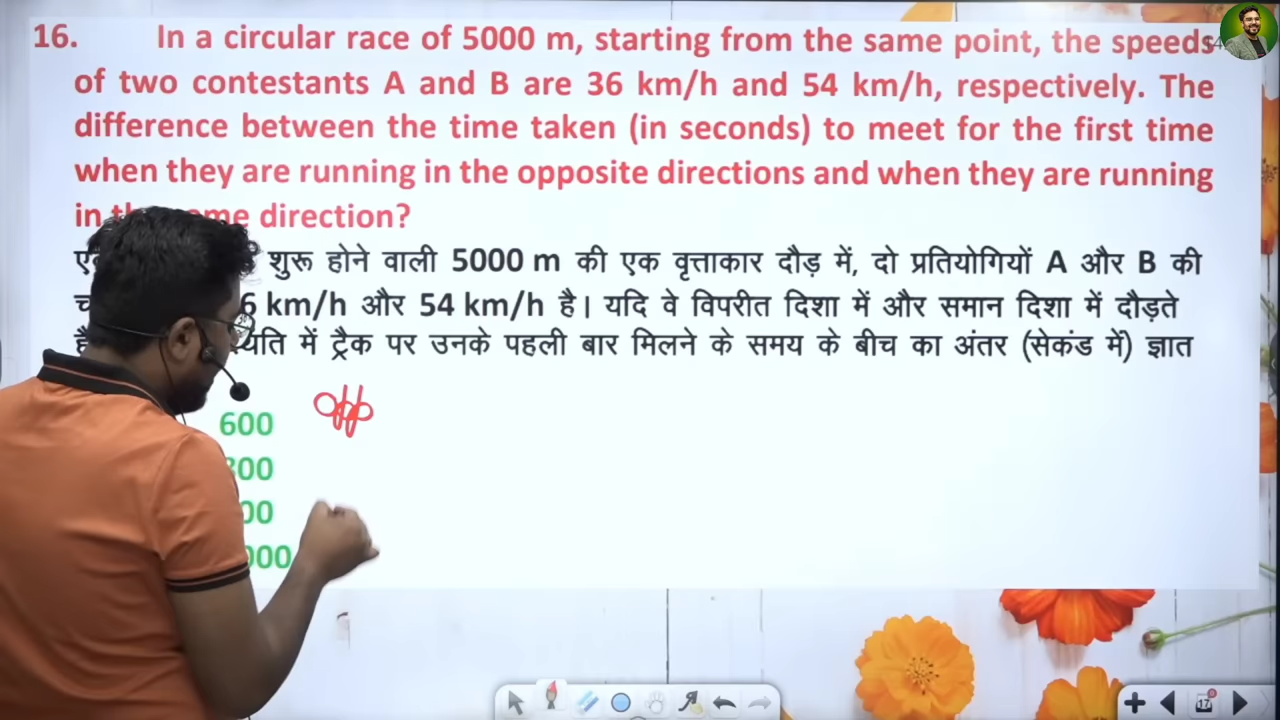 16. In a circular race of 5000 m, starting from the same point, the speeds
of two contestants A and B are 36 km/h and 54 km/h, respectively. The
difference between the time taken (in seconds) to meet for the first time
when they are running in the opposite directions and when they are running
in direction?
शुरू होने वाली 5000 m की एक वृत्ताकार दौड़ में, दो प्रतियोगियों A और B की
km/h और 54 km/h है। यदि वे विपरीत दिशा में और समान दिशा में दौड़ते
में ट्रैक पर उनके पहली बार मिलने के समय के बीच का अंतर (सेकंड में) ज्ञात
600
opp
17